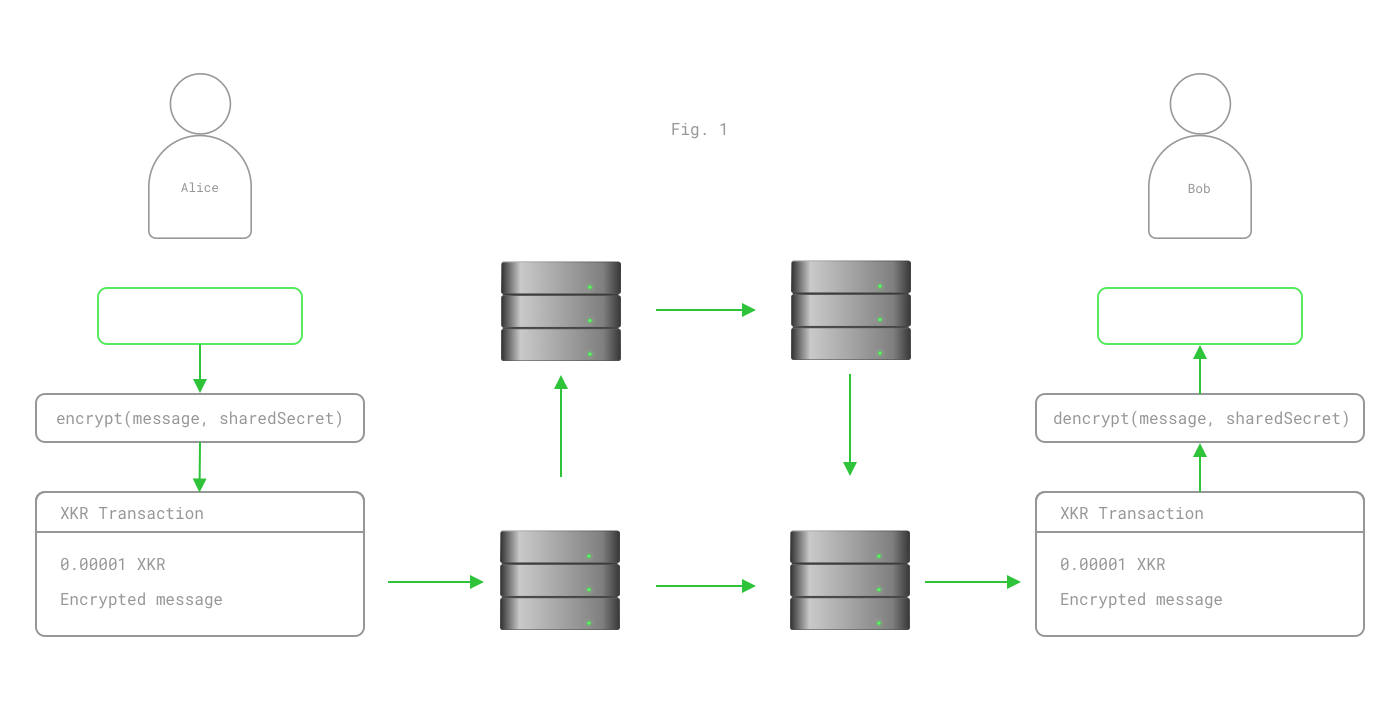 Fig. 1
Alice
Bob
encrypt(message, sharedSecret)
dencrypt(message, sharedSecret)
XKR Transaction
0.00001 XKR
Encrypted message
XKR Transaction
0.00001 XKR
Encrypted message